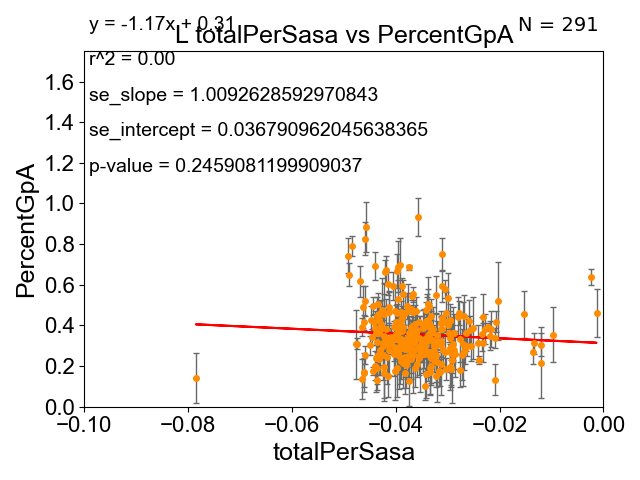 y = -1.17x + 0.31
N = 291
L totalPerSasa vs PercentGpA
r^2 = 0.00
se_slope = 1.0092628592970843
se_intercept = 0.036790962045638365
p-value = 0.2459081199909037
PercentGpA
1.6
1.4
1.2
1.0
0.8
0.6
0.4
0.2
0.0
−0.10
−0.08
−0.06
−0.04
−0.02
0.00
totalPerSasa